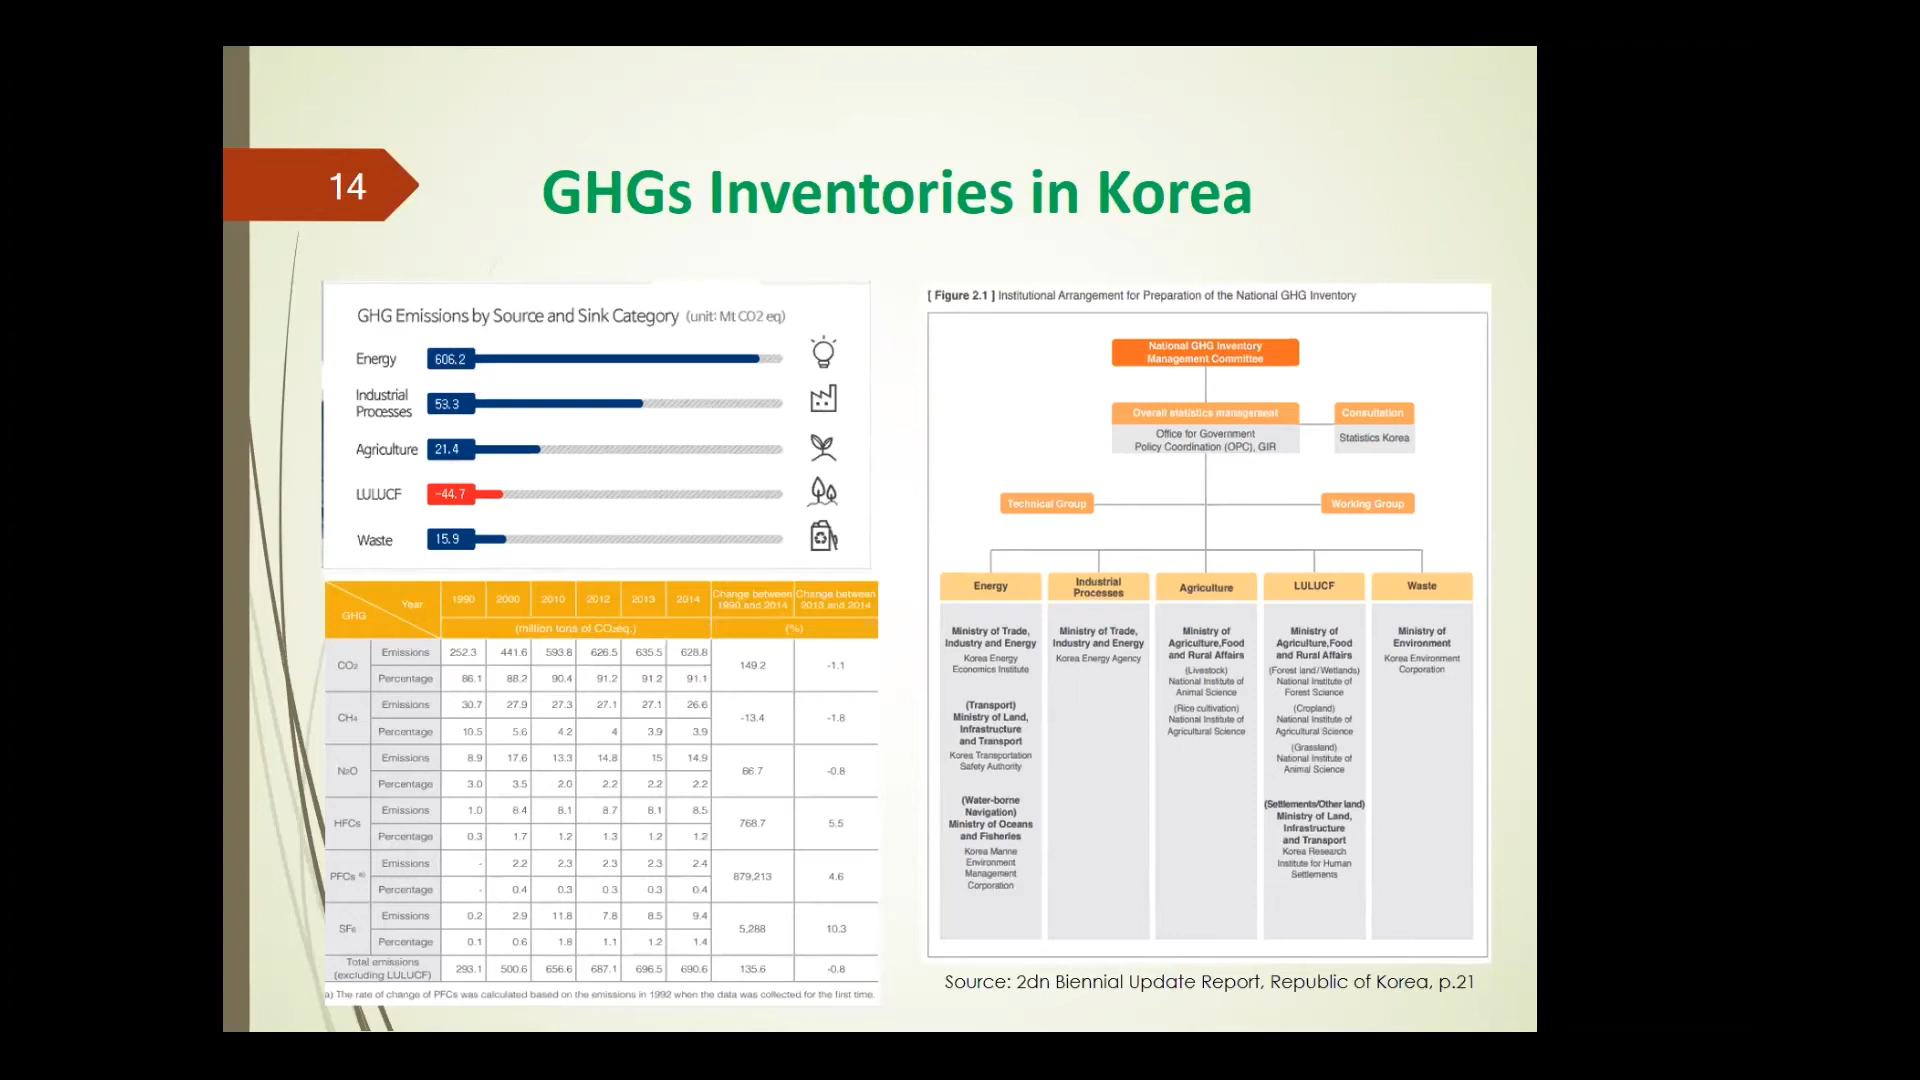 14
GHGs Inventories in Korea
GHG Emissions by Source and Sink Category (unit: Mt CO2 eq)
Energy 606.2
Industrial
Processes 53.3
Agriculture 21.4
LULUCF -44.7
Waste 15.9
GHG Year 1990 2000 2010 2012 2013 2014 Change between 1990 and 2014 Change between 2013 and 2014
(million tons of CO₂eq.) (%)
CO₂ Emissions 252.3 441.6 593.8 626.5 635.5 628.8 149.2 -1.1
Percentage 86.1 88.2 90.4 91.2 91.2 91.1
CH₄ Emissions 30.7 27.9 27.3 27.1 27.1 26.6 -13.4 -1.8
Percentage 10.5 5.6 4.2 4 3.9 3.9
N₂O Emissions 8.9 17.6 13.3 14.8 15 14.9 66.7 -0.8
Percentage 3.0 3.5 2.0 2.2 2.2 2.2
HFCs Emissions 1.0 8.4 8.1 8.7 8.1 8.5 768.7 5.5
Percentage 0.3 1.7 1.2 1.3 1.2 1.2
PFCs Emissions - 2.2 2.3 2.3 2.3 2.4 879,213 4.6
Percentage - 0.4 0.3 0.3 0.3 0.4
SF₆ Emissions 0.2 2.9 11.8 7.8 8.5 9.4 5,288 10.3
Percentage 0.1 0.6 1.8 1.1 1.2 1.4
Total emissions
(excluding LULUCF) 293.1 500.6 656.6 687.1 696.5 690.6 135.6 -0.8
a) The rate of change of PFCs was calculated based on the emissions in 1992 when the data was collected for the first time.
[ Figure 2.1 ] Institutional Arrangement for Preparation of the National GHG Inventory
National GHG Inventory
Management Committee
Overall statistics management
Office for Government
Policy Coordination (OPC), GIR
Consultation
Statistics Korea
Technical Group
Working Group
Energy
Ministry of Trade,
Industry and Energy
Korea Energy
Economics Institute
(Transport)
Ministry of Land,
Infrastructure
and Transport
Korea Transportation
Safety Authority
(Water-borne
Navigation)
Ministry of Oceans
and Fisheries
Korea Marine
Environment
Management
Corporation
Industrial
Processes
Ministry of Trade,
Industry and Energy
Korea Energy Agency
Agriculture
Ministry of
Agriculture,Food
and Rural Affairs
(Livestock)
National Institute of
Animal Science
(Rice cultivation)
National Institute of
Agricultural Science
LULUCF
Ministry of
Agriculture,Food
and Rural Affairs
(Forest land/Wetlands)
National Institute of
Forest Science
(Cropland)
National Institute of
Agricultural Science
(Grassland)
National Institute of
Animal Science
(Settlements/Other land)
Ministry of Land,
Infrastructure
and Transport
Korea Research
Institute for Human
Settlements
Waste
Ministry of
Environment
Korea Environment
Corporation
Source: 2dn Biennial Update Report, Republic of Korea, p.21